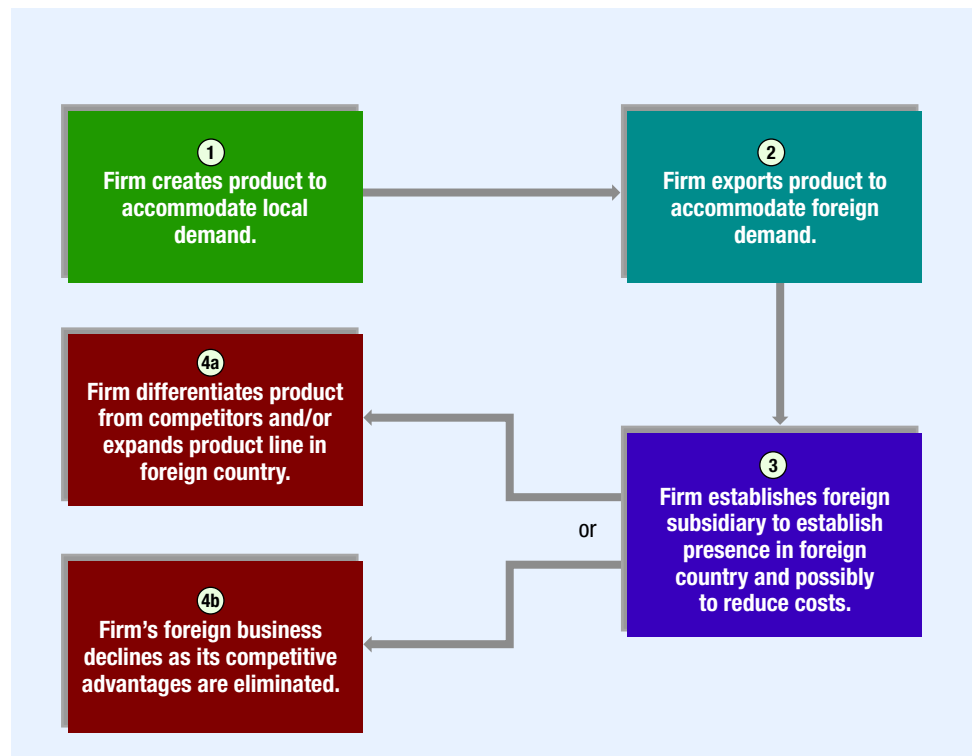 1
Firm creates product to
accommodate local
demand.
2
Firm exports product to
accommodate foreign
demand.
3
Firm establishes foreign
subsidiary to establish
presence in foreign
country and possibly
to reduce costs.
or
4a
Firm differentiates product
from competitors and/or
expands product line in
foreign country.
4b
Firm’s foreign business
declines as its competitive
advantages are eliminated.